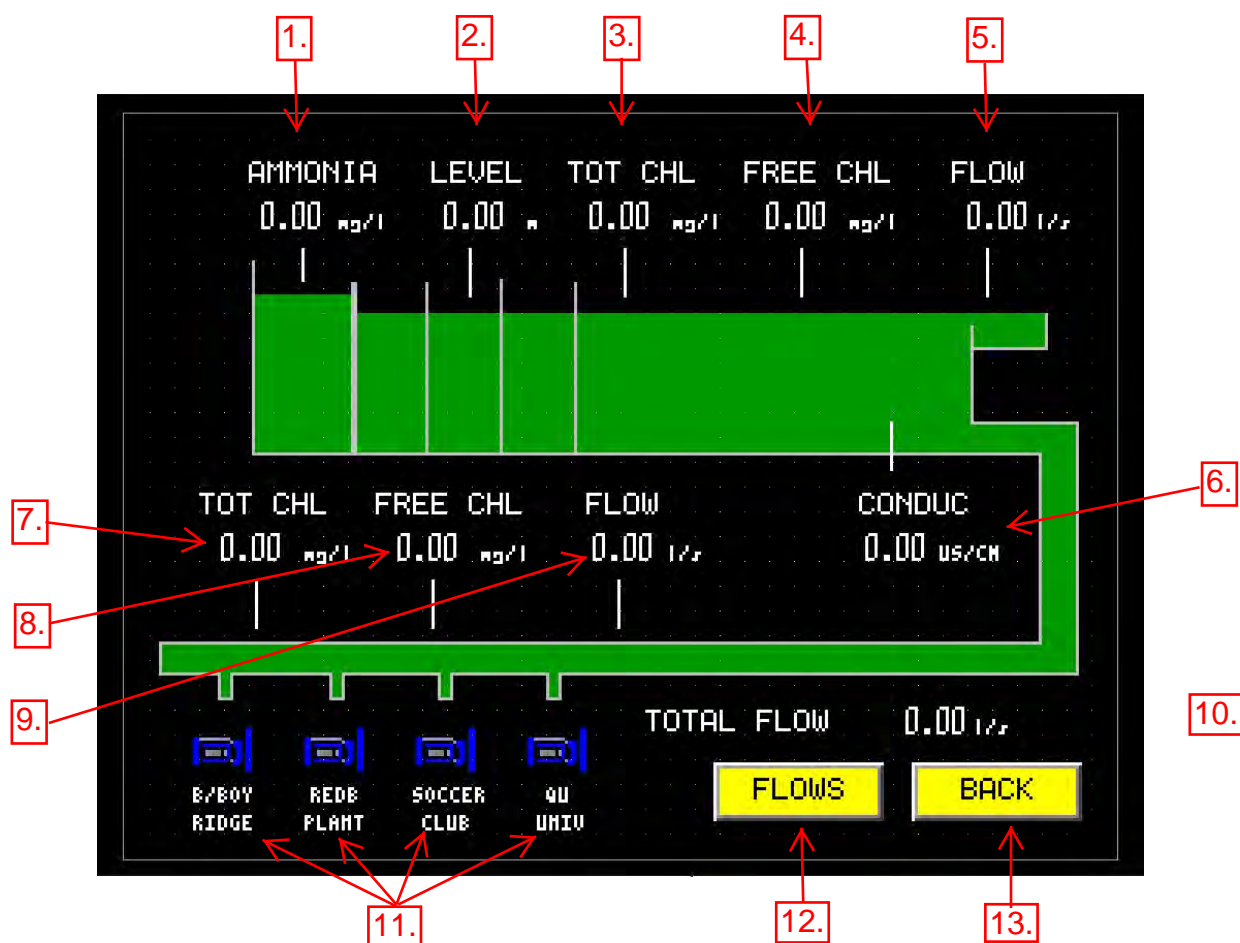 1. 2. 3. 4. 5.
AMMONIA LEVEL TOT CHL FREE CHL FLOW
0.00 mg/l 0.00 m 0.00 mg/l 0.00 mg/l 0.00 l/s
6.
7. TOT CHL FREE CHL FLOW CONDUC
0.00 mg/l 0.00 mg/l 0.00 l/s 0.00 US/CM
8.
9. TOTAL FLOW 0.00 l/s 10.
B/BOY REDB SOCCER QU FLOWS BACK
RIDGE PLANT CLUB UNIV
11. 12. 13.